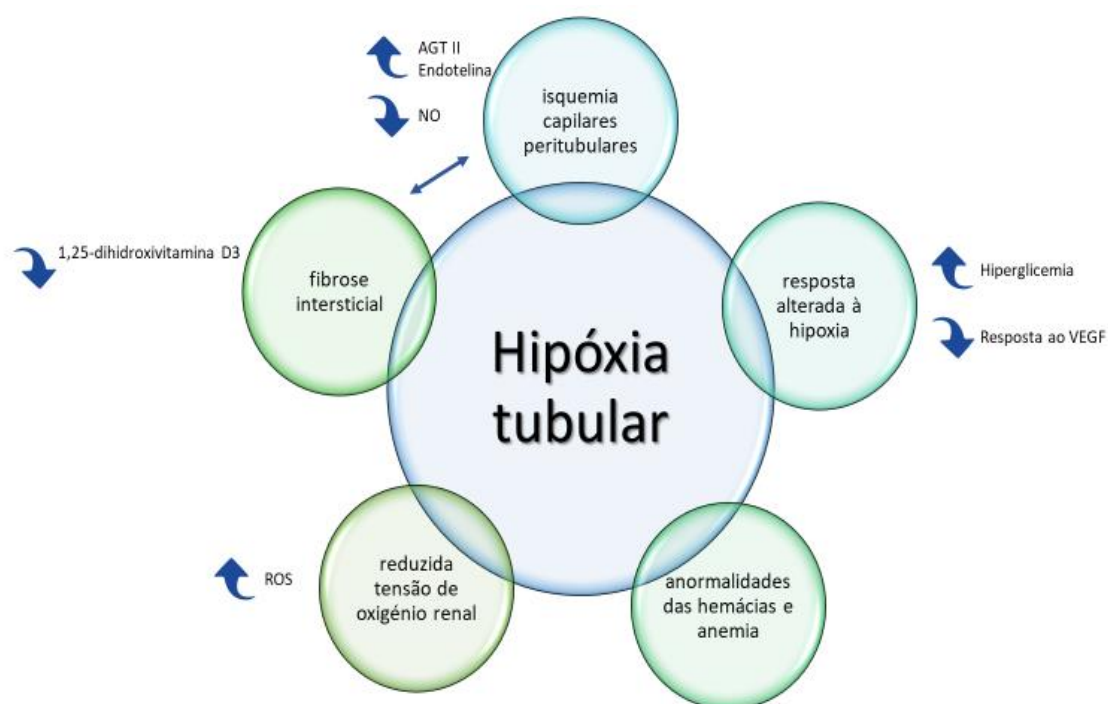 AGT II
Endotelina
NO
isquemia
capilares
peritubulares
1,25-dihidroxivitamina D3
fibrose
intersticial
resposta
alterada à
hipoxia
Hiperglicemia
Resposta ao VEGF
Hipóxia
tubular
ROS
reduzida
tensão de
oxigénio renal
anormalidades
das hemácias e
anemia